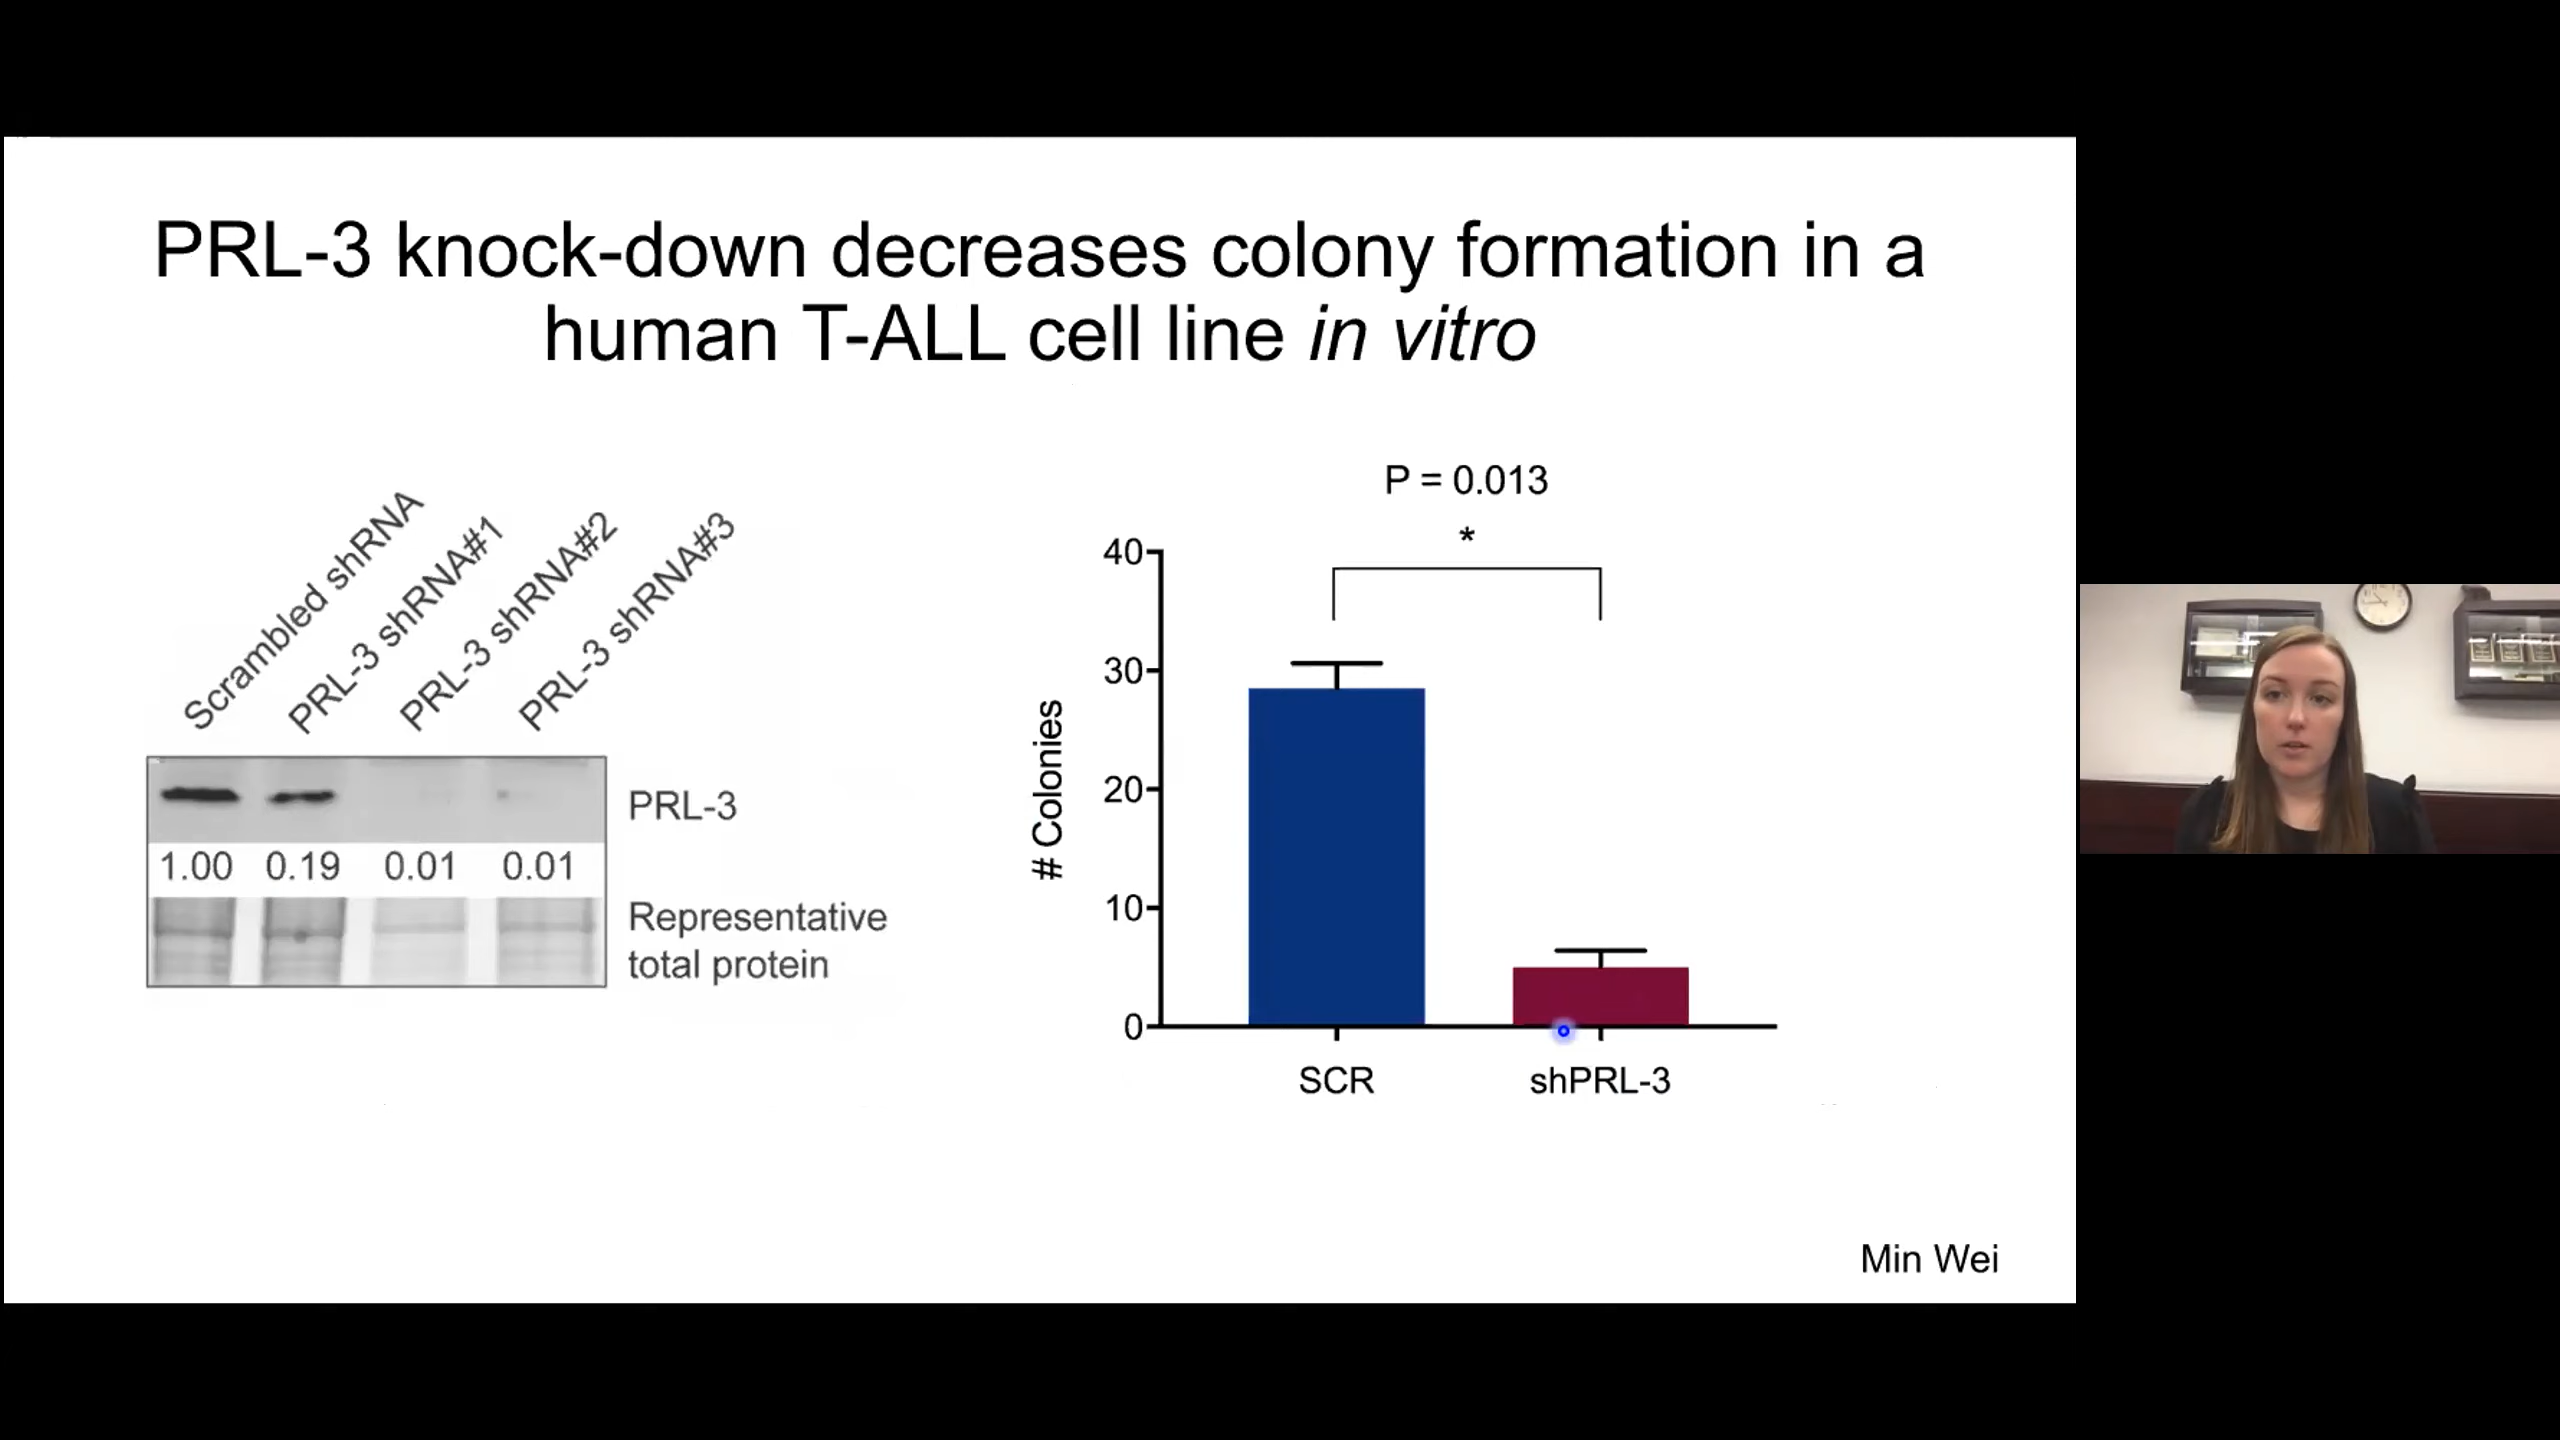 PRL-3 knock-down decreases colony formation in a
human T-ALL cell line in vitro
Scrambled shRNA
PRL-3 shRNA#1
PRL-3 shRNA#2
PRL-3 shRNA#3
PRL-3
1.00 0.19 0.01 0.01
Representative
total protein
P = 0.013
*
# Colonies
40
30
20
10
0
SCR shPRL-3
Min Wei